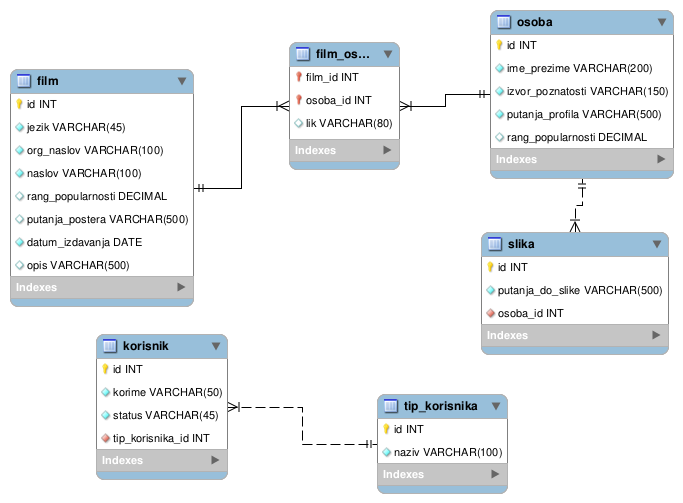 film
id INT
jezik VARCHAR(45)
org_naslov VARCHAR(100)
naslov VARCHAR(100)
rang_popularnosti DECIMAL
putanja_postera VARCHAR(500)
datum_izdavanja DATE
opis VARCHAR(500)
Indexes
film_os...
film_id INT
osoba_id INT
lik VARCHAR(80)
Indexes
osoba
id INT
ime_prezime VARCHAR(200)
izvor_poznatosti VARCHAR(150)
putanja_profila VARCHAR(500)
rang_popularnosti DECIMAL
Indexes
slika
id INT
putanja_do_slike VARCHAR(500)
osoba_id INT
Indexes
korisnik
id INT
korime VARCHAR(50)
status VARCHAR(45)
tip_korisnika_id INT
Indexes
tip_korisnika
id INT
naziv VARCHAR(100)
Indexes